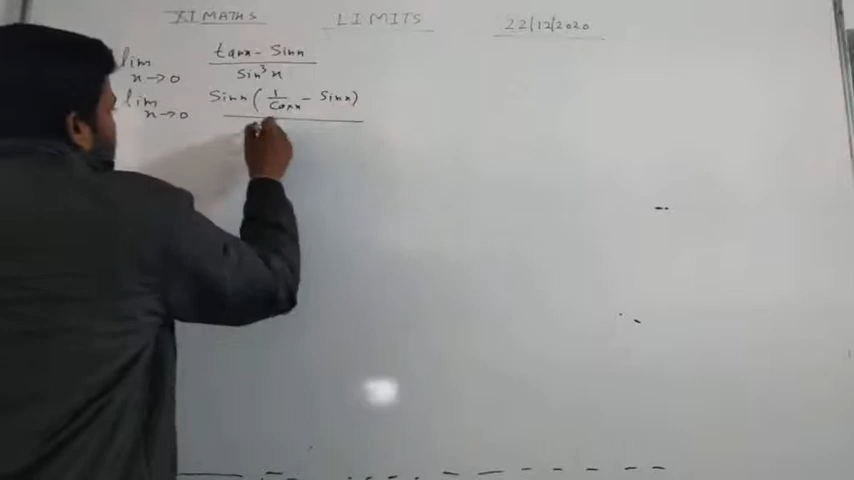 XI MATHS LIMITS 22/12/2020
lim x→0 tanx - Sinx / Sin³x
lim x→0 Sinx ( 1/Cosx - Sinx)